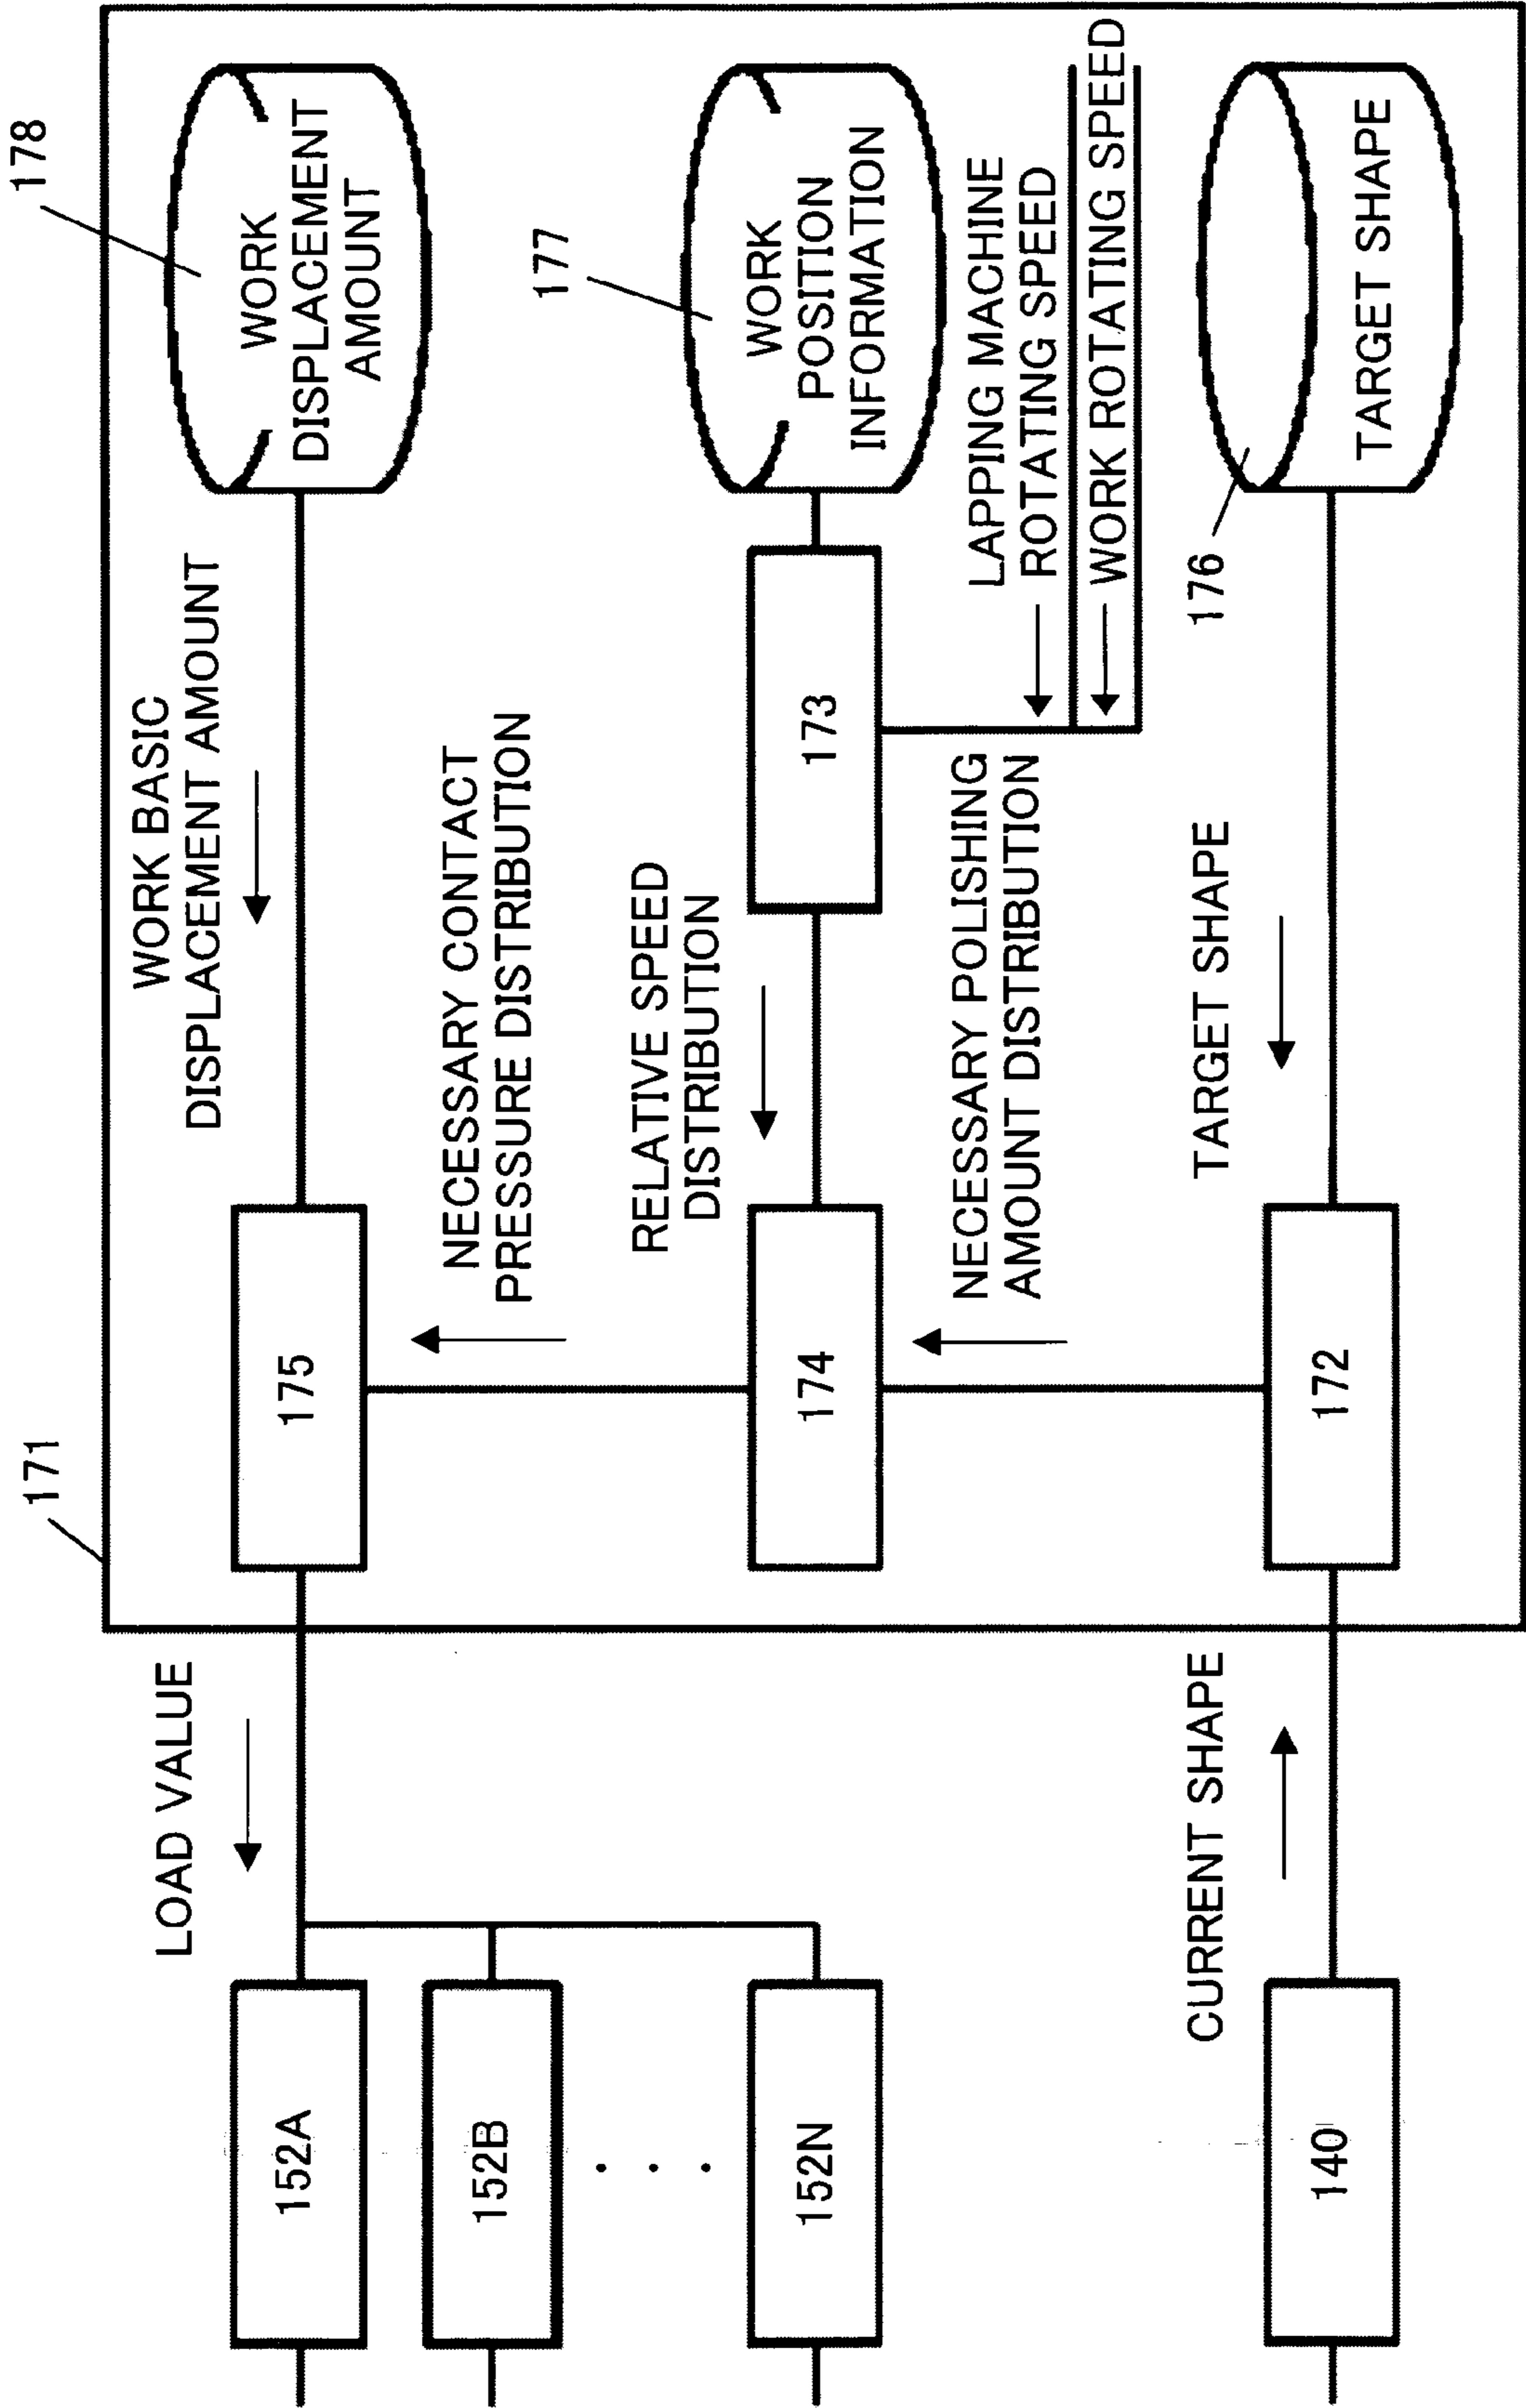 171
178
LOAD VALUE
WORK BASIC
DISPLACEMENT AMOUNT
WORK
DISPLACEMENT
AMOUNT
152A
175
NECESSARY CONTACT
PRESSURE DISTRIBUTION
152B
177
RELATIVE SPEED
DISTRIBUTION
WORK
POSITION
INFORMATION
. . .
152N
174
173
NECESSARY POLISHING
AMOUNT DISTRIBUTION
LAPPING MACHINE
ROTATING SPEED
WORK ROTATING SPEED
CURRENT SHAPE
TARGET SHAPE
176
140
172
TARGET SHAPE